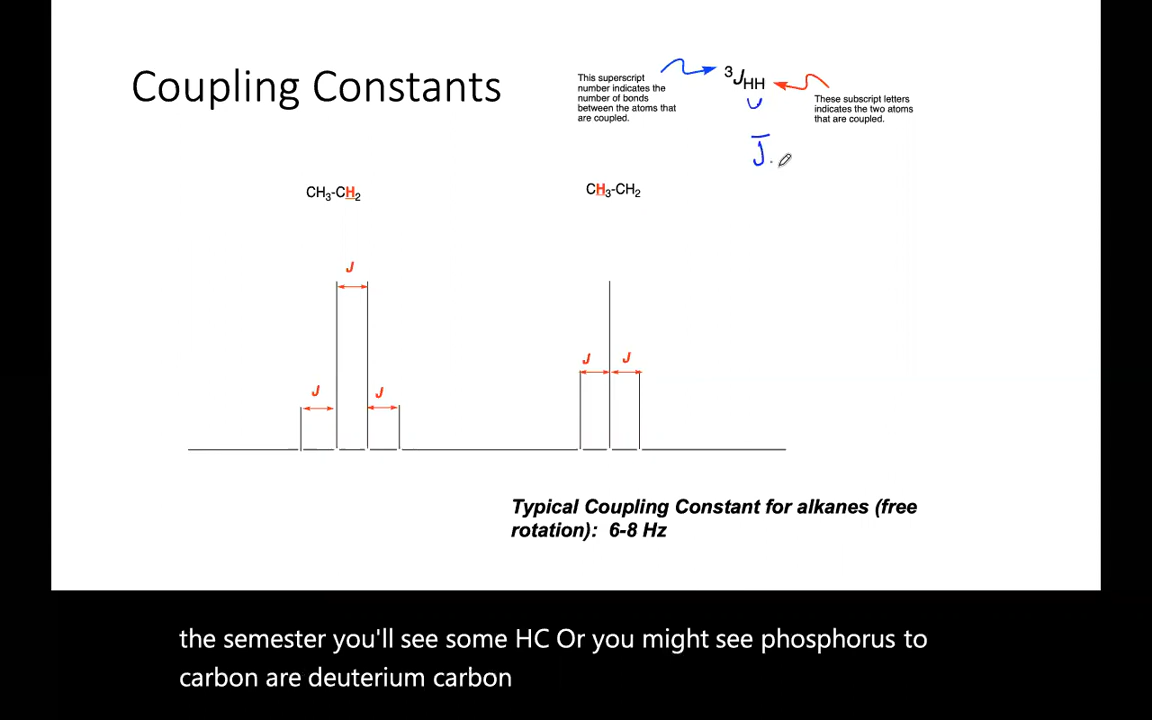 Coupling Constants
This superscript
number indicates the
number of bonds
between the atoms that
are coupled.
³JHH
These subscript letters
indicates the two atoms
that are coupled.
J
CH₃-CH₂
CH₃-CH₂
J
J
J
J
J
Typical Coupling Constant for alkanes (free
rotation): 6-8 Hz
the semester you'll see some HC Or you might see phosphorus to
carbon are deuterium carbon